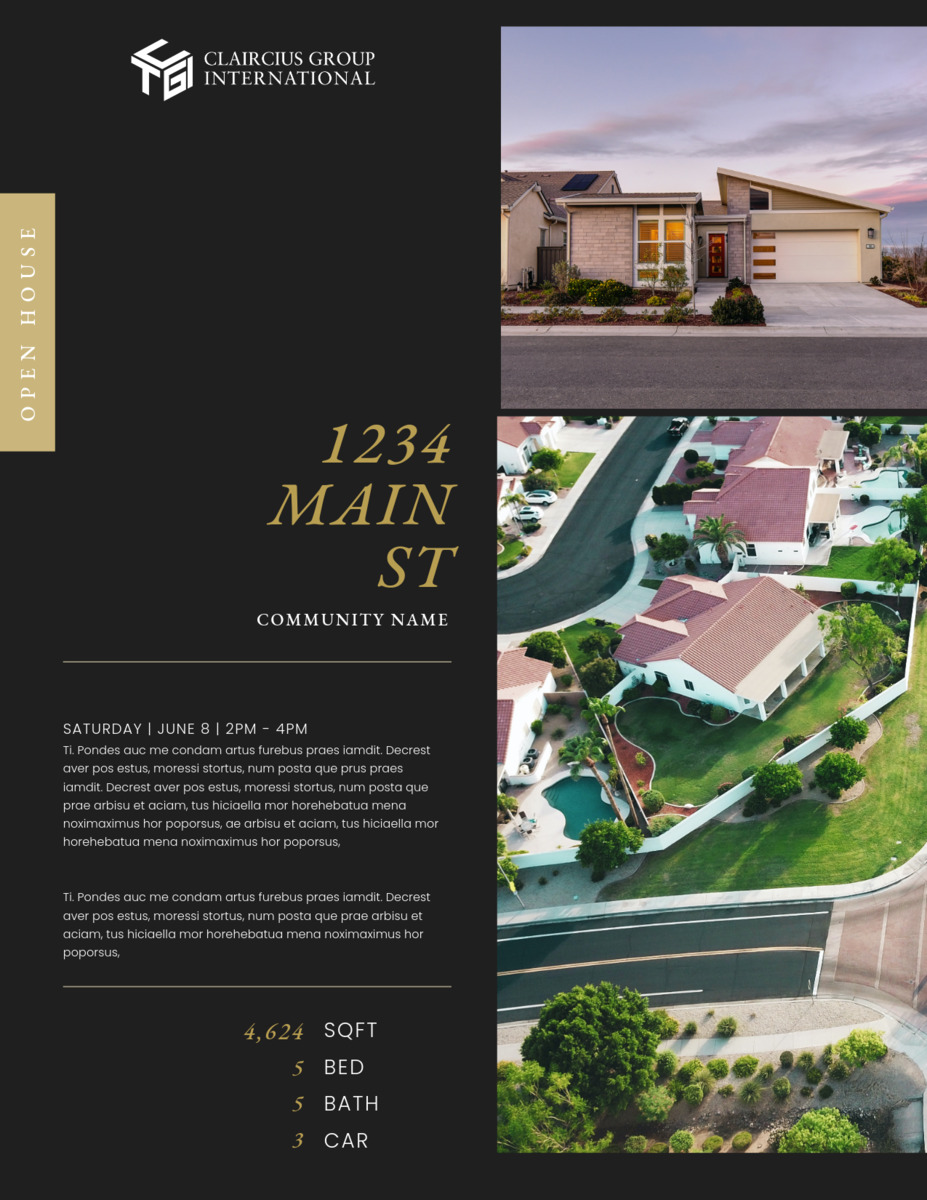 CLAIRCIUS GROUP
INTERNATIONAL
OPEN HOUSE
1234
MAIN
ST
COMMUNITY NAME
SATURDAY | JUNE 8 | 2PM - 4PM
Ti. Pondes auc me condam artus furebus praes iamdit. Decrest
aver pos estus, moressi stortus, num posta que prus praes
iamdit. Decrest aver pos estus, moressi stortus, num posta que
prae arbisu et aciam, tus hiciaella mor horehebatua mena
noximaximus hor poporsus, ae arbisu et aciam, tus hiciaella mor
horehebatua mena noximaximus hor poporsus,
Ti. Pondes auc me condam artus furebus praes iamdit. Decrest
aver pos estus, moressi stortus, num posta que prae arbisu et
aciam, tus hiciaella mor horehebatua mena noximaximus hor
poporsus,
4,624 SQFT
5 BED
5 BATH
3 CAR